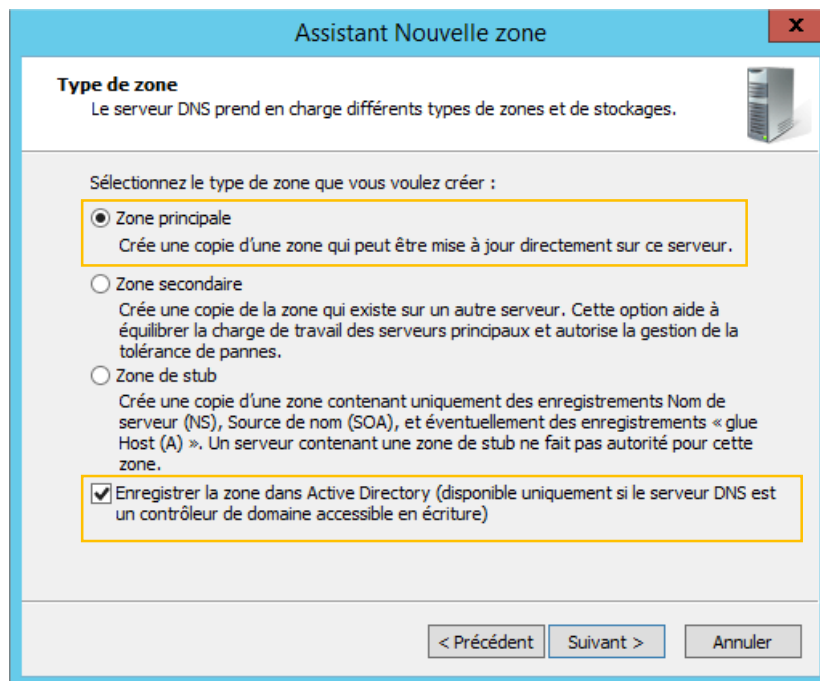 Assistant Nouvelle zone
x
Type de zone
Le serveur DNS prend en charge différents types de zones et de stockages.
Sélectionnez le type de zone que vous voulez créer :
Zone principale
Crée une copie d'une zone qui peut être mise à jour directement sur ce serveur.
Zone secondaire
Crée une copie de la zone qui existe sur un autre serveur. Cette option aide à
équilibrer la charge de travail des serveurs principaux et autorise la gestion de la
tolérance de pannes.
Zone de stub
Crée une copie d'une zone contenant uniquement des enregistrements Nom de
serveur (NS), Source de nom (SOA), et éventuellement des enregistrements « glue
Host (A) ». Un serveur contenant une zone de stub ne fait pas autorité pour cette
zone.
Enregistrer la zone dans Active Directory (disponible uniquement si le serveur DNS est
un contrôleur de domaine accessible en écriture)
< Précédent
Suivant >
Annuler